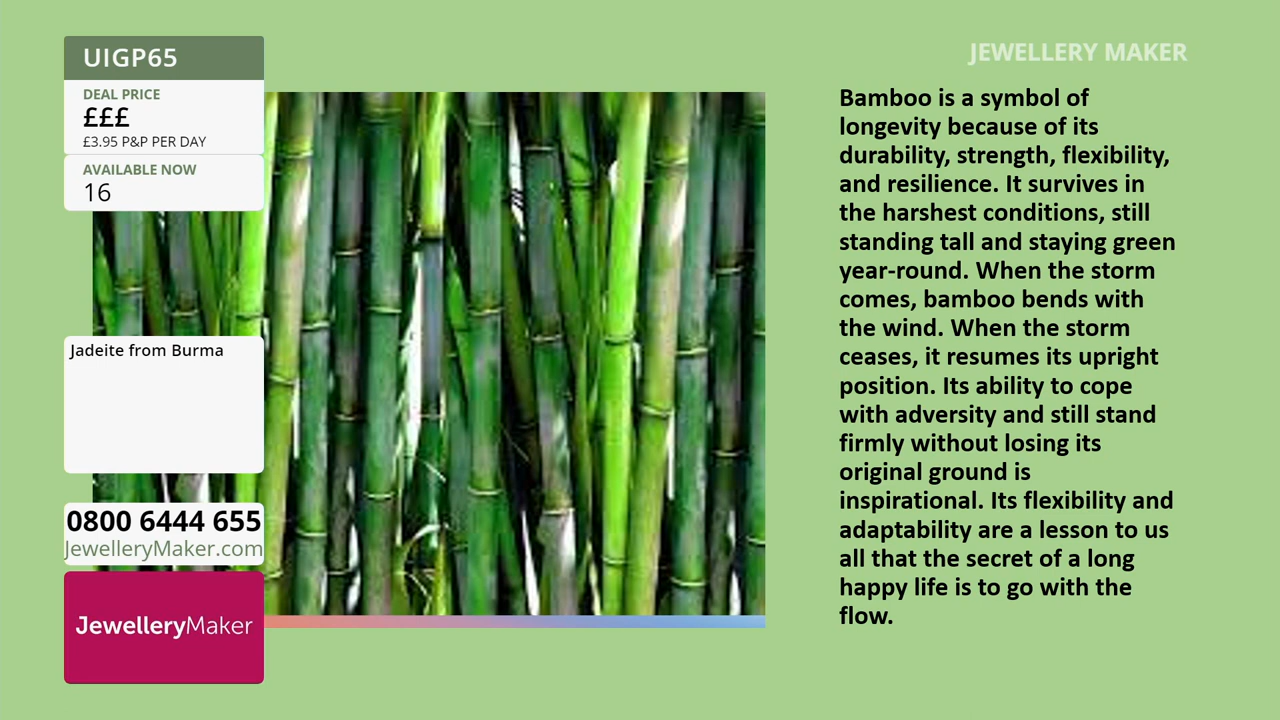 UIGP65
DEAL PRICE
£££
£3.95 P&P PER DAY
AVAILABLE NOW
16
Jadeite from Burma
0800 6444 655
JewelleryMaker.com
JewelleryMaker
JEWELLERY MAKER
Bamboo is a symbol of
longevity because of its
durability, strength, flexibility,
and resilience. It survives in
the harshest conditions, still
standing tall and staying green
year-round. When the storm
comes, bamboo bends with
the wind. When the storm
ceases, it resumes its upright
position. Its ability to cope
with adversity and still stand
firmly without losing its
original ground is
inspirational. Its flexibility and
adaptability are a lesson to us
all that the secret of a long
happy life is to go with the
flow.